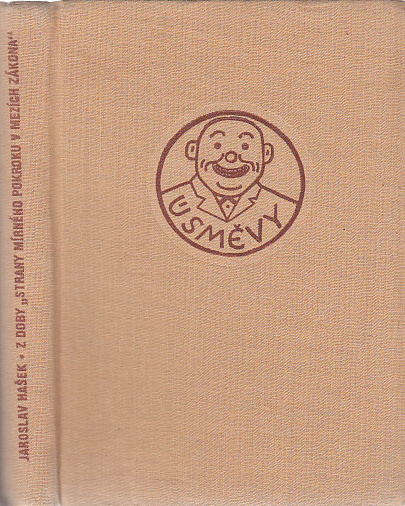 JAROSLAV HAŠEK • Z DOBY „STRANY MÍRNÉHO POKROKU V MEZÍCH ZÁKONA“
ÚSMĚVY